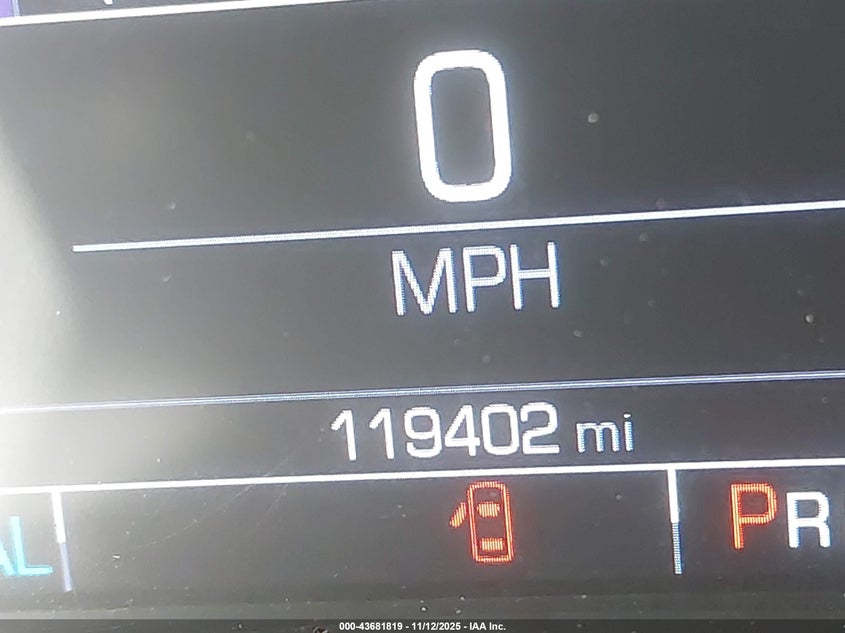 0
MPH
119402 mi
AL
PR
000-43681819 - 11/12/2025 - IAA Inc.